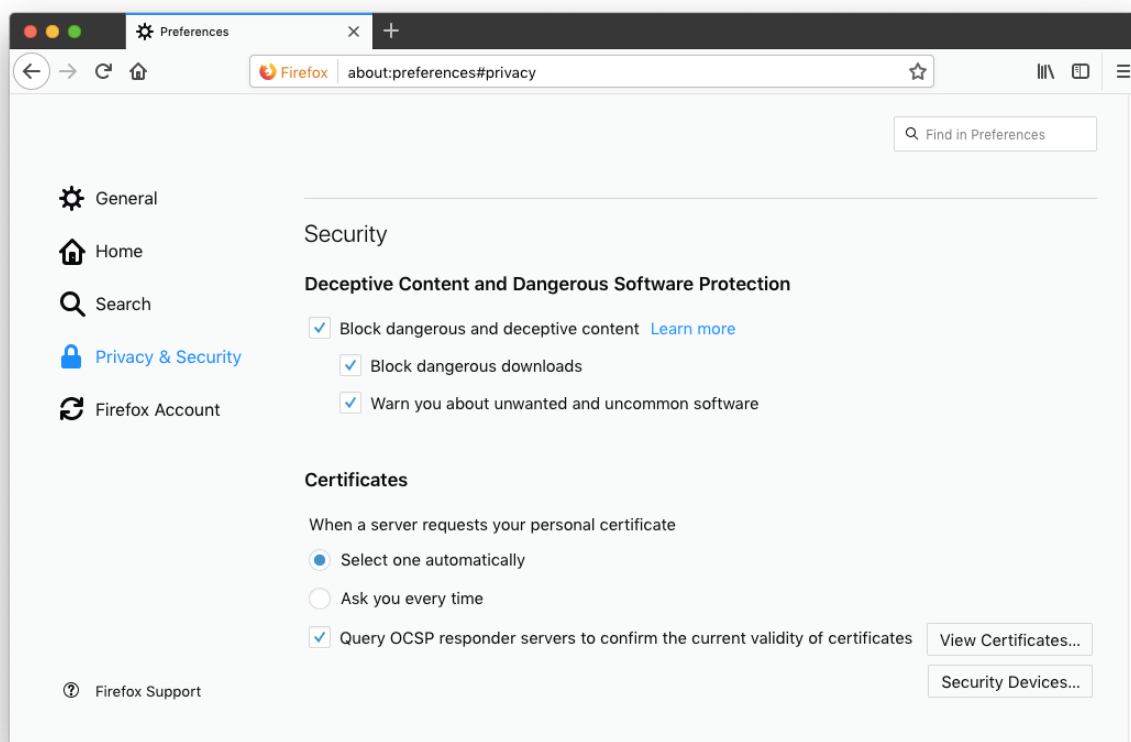 Preferences
Firefox about:preferences#privacy
Find in Preferences
General
Home
Search
Privacy & Security
Firefox Account
Firefox Support
Security
Deceptive Content and Dangerous Software Protection
Block dangerous and deceptive content Learn more
Block dangerous downloads
Warn you about unwanted and uncommon software
Certificates
When a server requests your personal certificate
Select one automatically
Ask you every time
Query OCSP responder servers to confirm the current validity of certificates
View Certificates...
Security Devices...